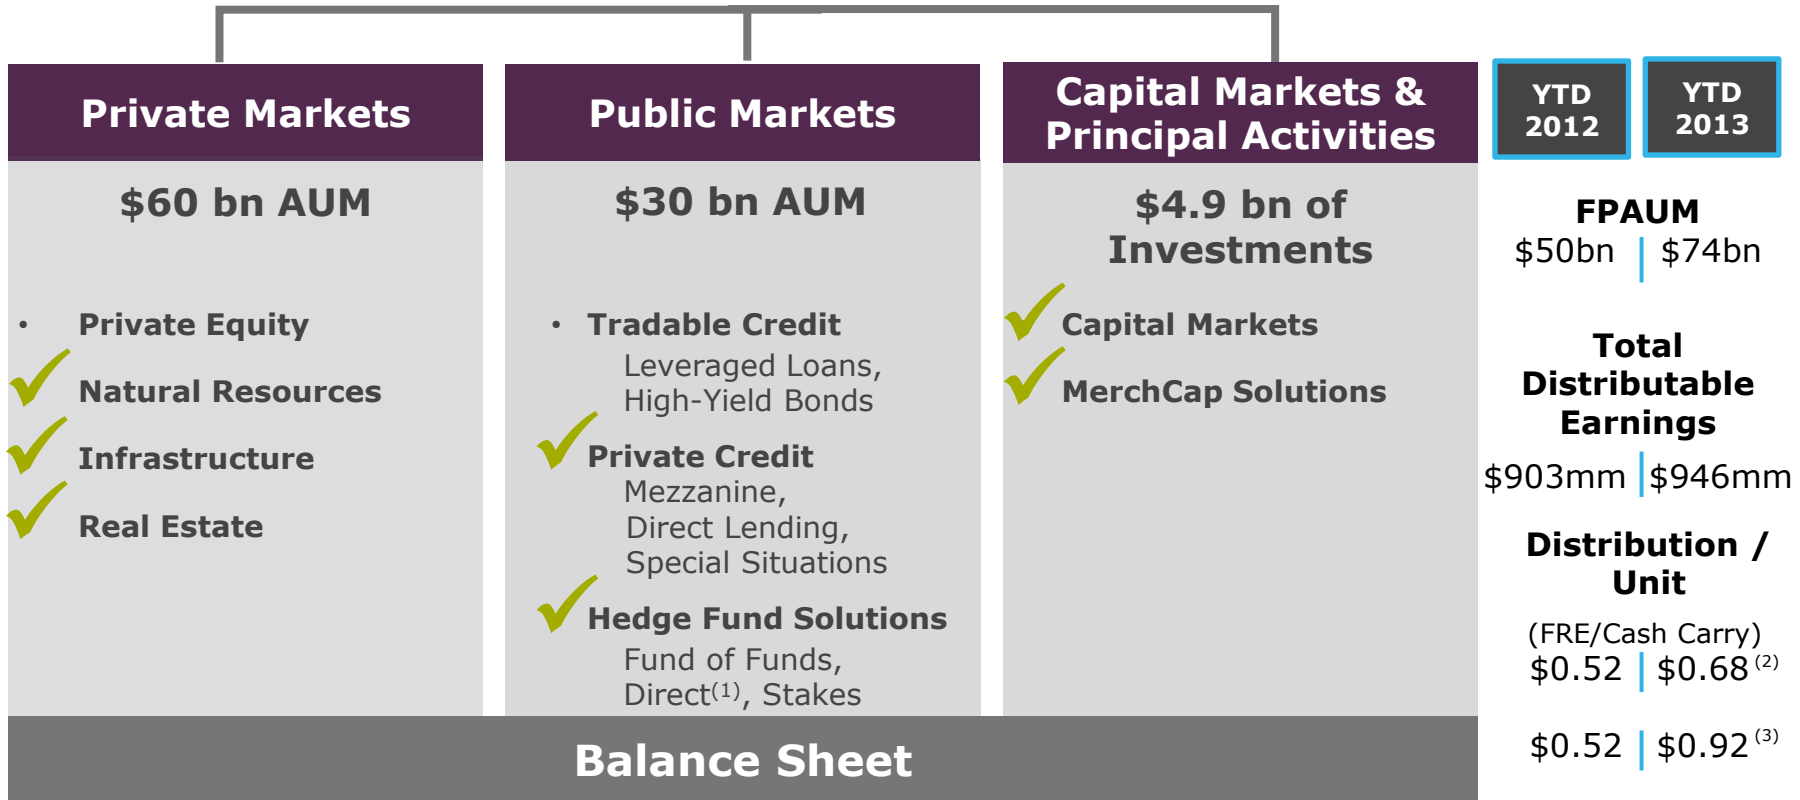 Private Markets
$60 bn AUM
• Private Equity
Natural Resources
Infrastructure
Real Estate
Public Markets
$30 bn AUM
• Tradable Credit
Leveraged Loans,
High-Yield Bonds
Private Credit
Mezzanine,
Direct Lending,
Special Situations
Hedge Fund Solutions
Fund of Funds,
Direct(1), Stakes
Capital Markets &
Principal Activities
$4.9 bn of
Investments
Capital Markets
MerchCap Solutions
Balance Sheet
YTD
2012
YTD
2013
FPAUM
$50bn | $74bn
Total
Distributable
Earnings
$903mm | $946mm
Distribution /
Unit
(FRE/Cash Carry)
$0.52 | $0.68(2)
$0.52 | $0.92(3)